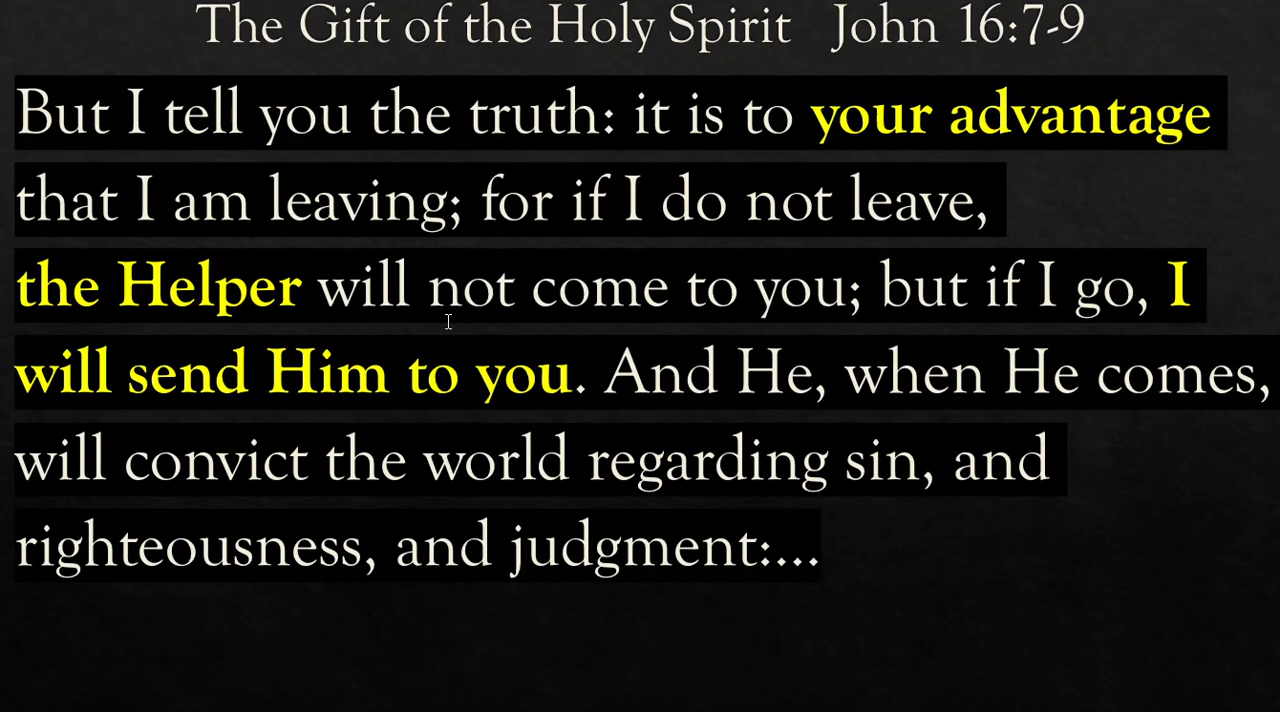 The Gift of the Holy Spirit John 16:7-9
But I tell you the truth: it is to your advantage
that I am leaving; for if I do not leave,
the Helper will not come to you; but if I go, I
will send Him to you. And He, when He comes,
will convict the world regarding sin, and
righteousness, and judgment:...